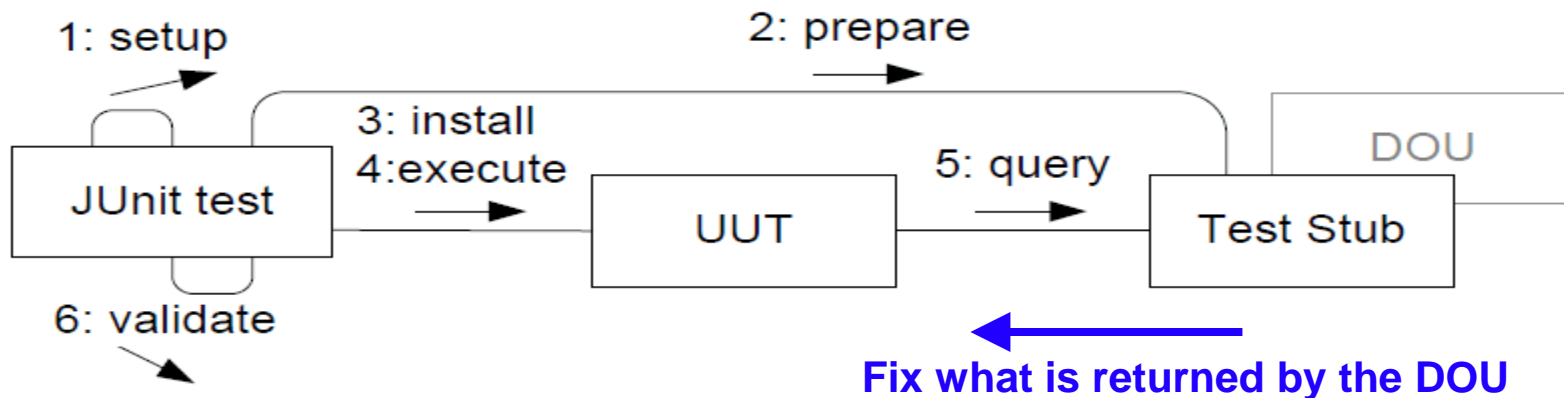 1: setup
2: prepare
3: install
4:execute
5: query
DOU
JUnit test
UUT
Test Stub
6: validate
Fix what is returned by the DOU